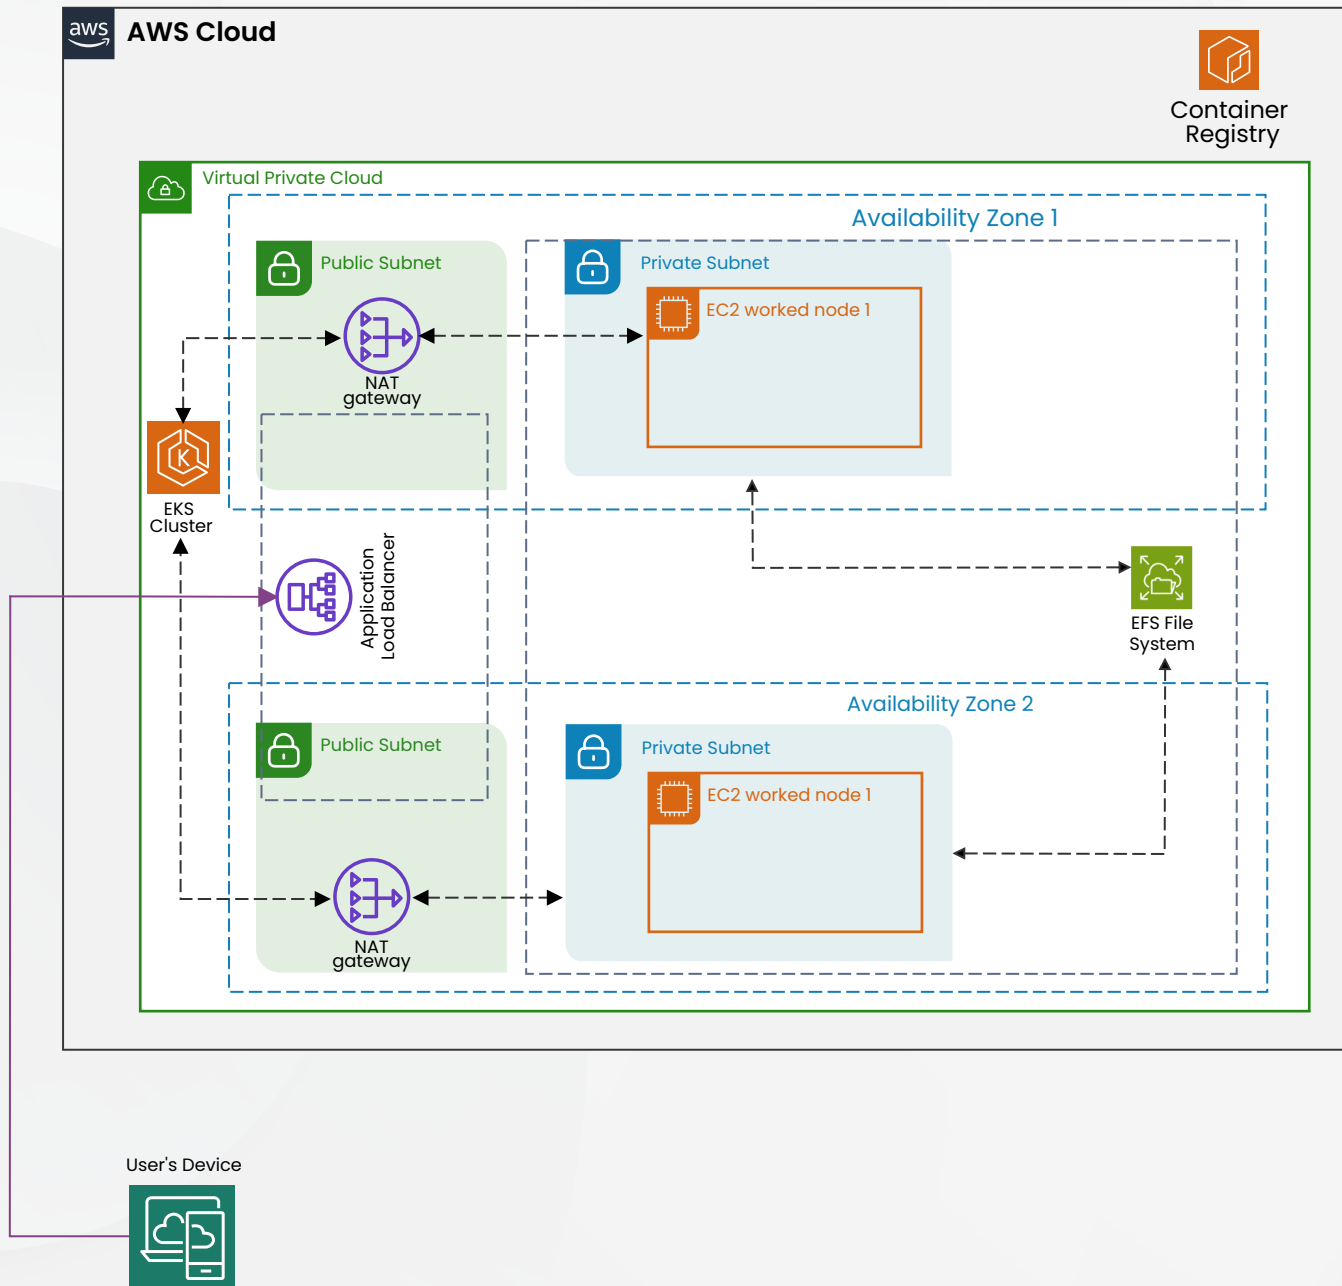 aws
AWS Cloud
Container
Registry
Virtual Private Cloud
Availability Zone 1
Public Subnet
Private Subnet
EC2 worked node 1
NAT
gateway
K
EKS
Cluster
Application
Load Balancer
EFS File
System
Availability Zone 2
Public Subnet
Private Subnet
EC2 worked node 1
NAT
gateway
User's Device